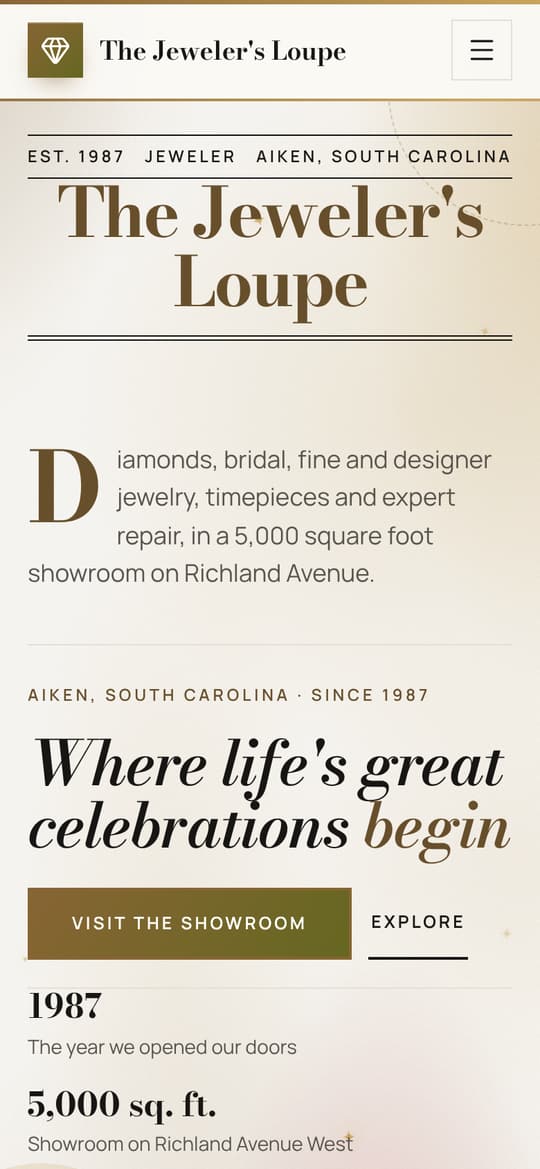 The Jeweler's Loupe
EST. 1987 JEWELER AIKEN, SOUTH CAROLINA
The Jeweler's
Loupe
Diamonds, bridal, fine and designer
jewelry, timepieces and expert
repair, in a 5,000 square foot
showroom on Richland Avenue.
AIKEN, SOUTH CAROLINA · SINCE 1987
Where life's great
celebrations begin
VISIT THE SHOWROOM EXPLORE
1987
The year we opened our doors
5,000 sq. ft.
Showroom on Richland Avenue West